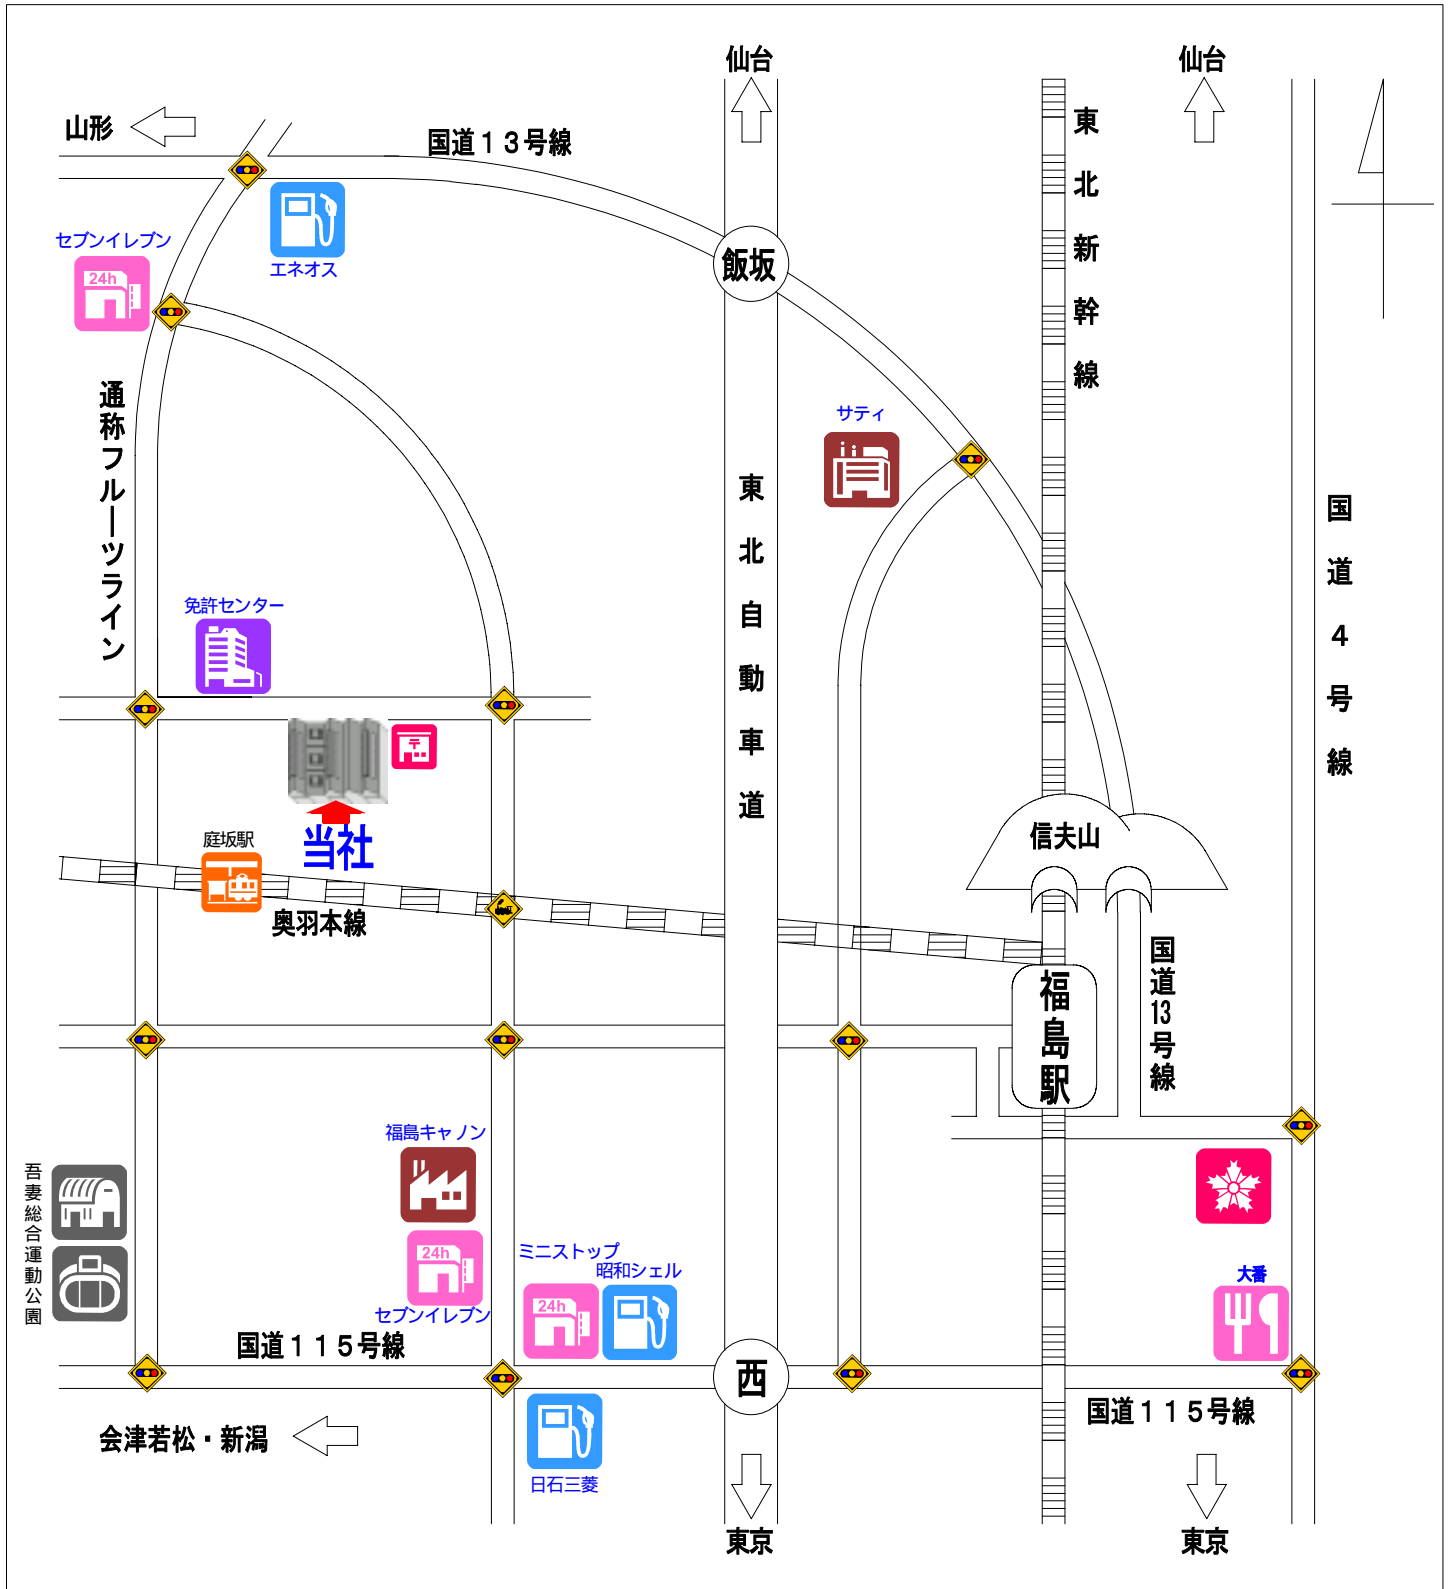 仙台
仙台
山形
国道１３号線
東北新幹線
セブンイレブン
24h
エネオス
飯坂
通称フルーツライン
サティ
東北自動車道
国道４号線
免許センター
〒
当社
庭坂駅
信夫山
奥羽本線
福島駅
国道13号線
福島キャノン
吾妻総合運動公園
24h
セブンイレブン
ミニストップ
24h
昭和シェル
大番
国道１１５号線
西
国道１１５号線
会津若松・新潟
日石三菱
東京
東京